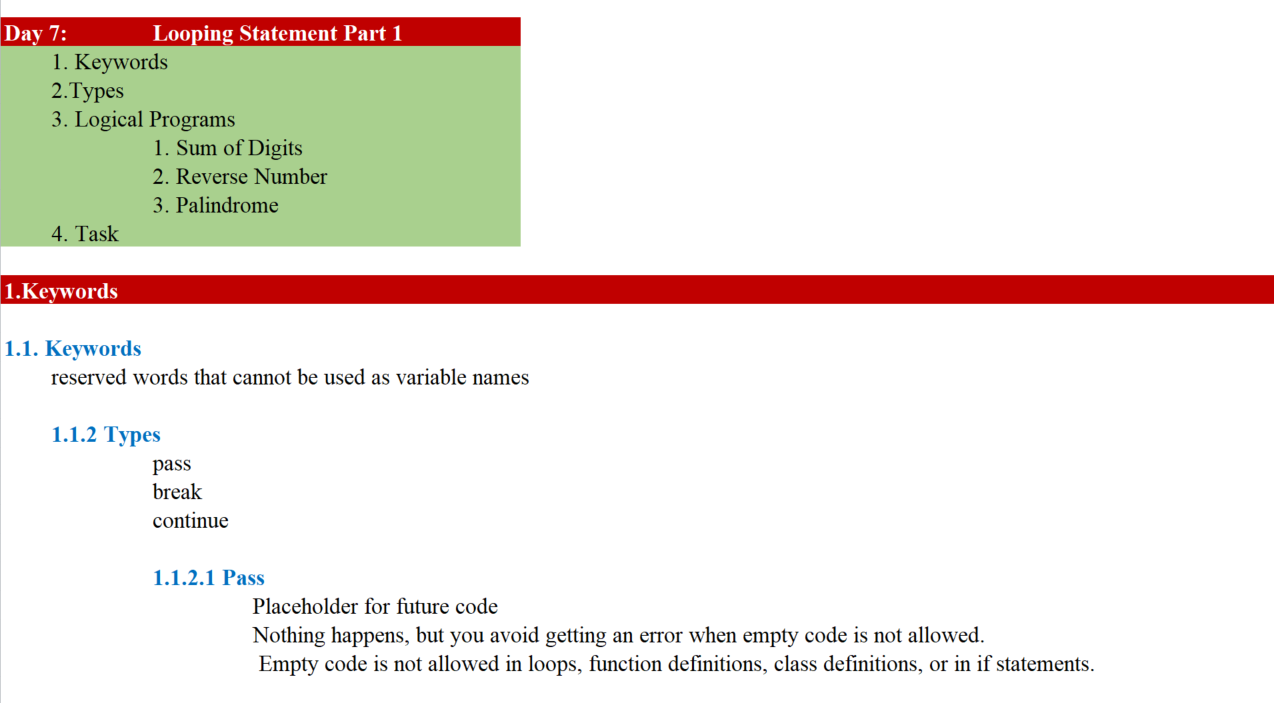 Day 7: Looping Statement Part 1
1. Keywords
2.Types
3. Logical Programs
1. Sum of Digits
2. Reverse Number
3. Palindrome
4. Task
1.Keywords
1.1. Keywords
reserved words that cannot be used as variable names
1.1.2 Types
pass
break
continue
1.1.2.1 Pass
Placeholder for future code
Nothing happens, but you avoid getting an error when empty code is not allowed.
Empty code is not allowed in loops, function definitions, class definitions, or in if statements.